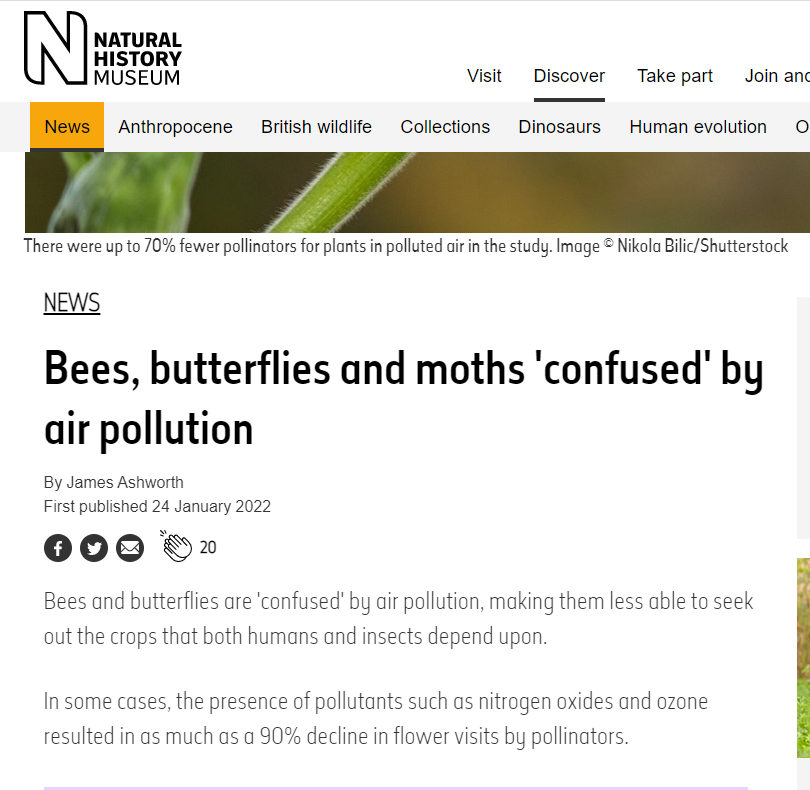 NATURAL
HISTORY
MUSEUM
Visit Discover Take part Join
News Anthropocene British wildlife Collections Dinosaurs Human evolution
There were up to 70% fewer pollinators for plants in polluted air in the study. Image © Nikola Bilic/Shutterstock
NEWS
Bees, butterflies and moths 'confused' by
air pollution
By James Ashworth
First published 24 January 2022
20
Bees and butterflies are 'confused' by air pollution, making them less able to seek
out the crops that both humans and insects depend upon.
In some cases, the presence of pollutants such as nitrogen oxides and ozone
resulted in as much as a 90% decline in flower visits by pollinators.